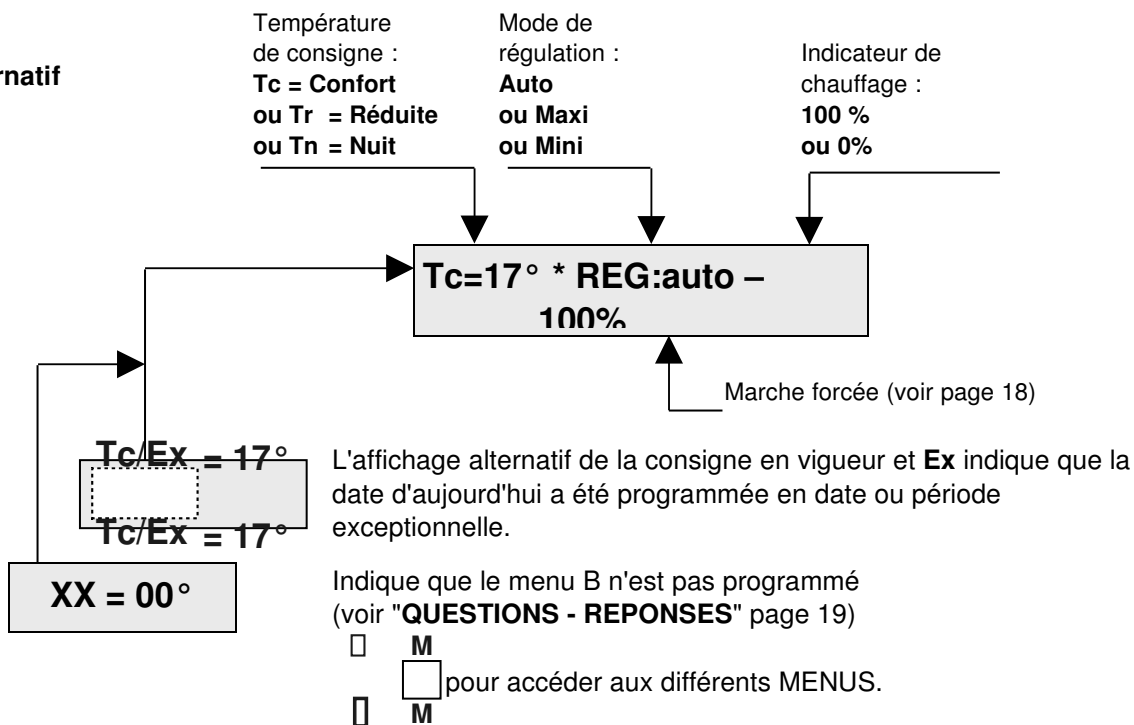 Température
de consigne :
Tc = Confort
ou Tr = Réduite
ou Tn = Nuit
Mode de
régulation :
Auto
ou Maxi
ou Mini
Indicateur de
chauffage :
100 %
ou 0%
rnatif
Tc=17° * REG:auto –
100%
Marche forcée (voir page 18)
Tc/Ex = 17°
Tc/Ex = 17°
L'affichage alternatif de la consigne en vigueur et Ex indique que la
date d'aujourd'hui a été programmée en date ou période
exceptionnelle.
XX = 00°
Indique que le menu B n'est pas programmé
(voir "QUESTIONS - REPONSES" page 19)
M
pour accéder aux différents MENUS.
M